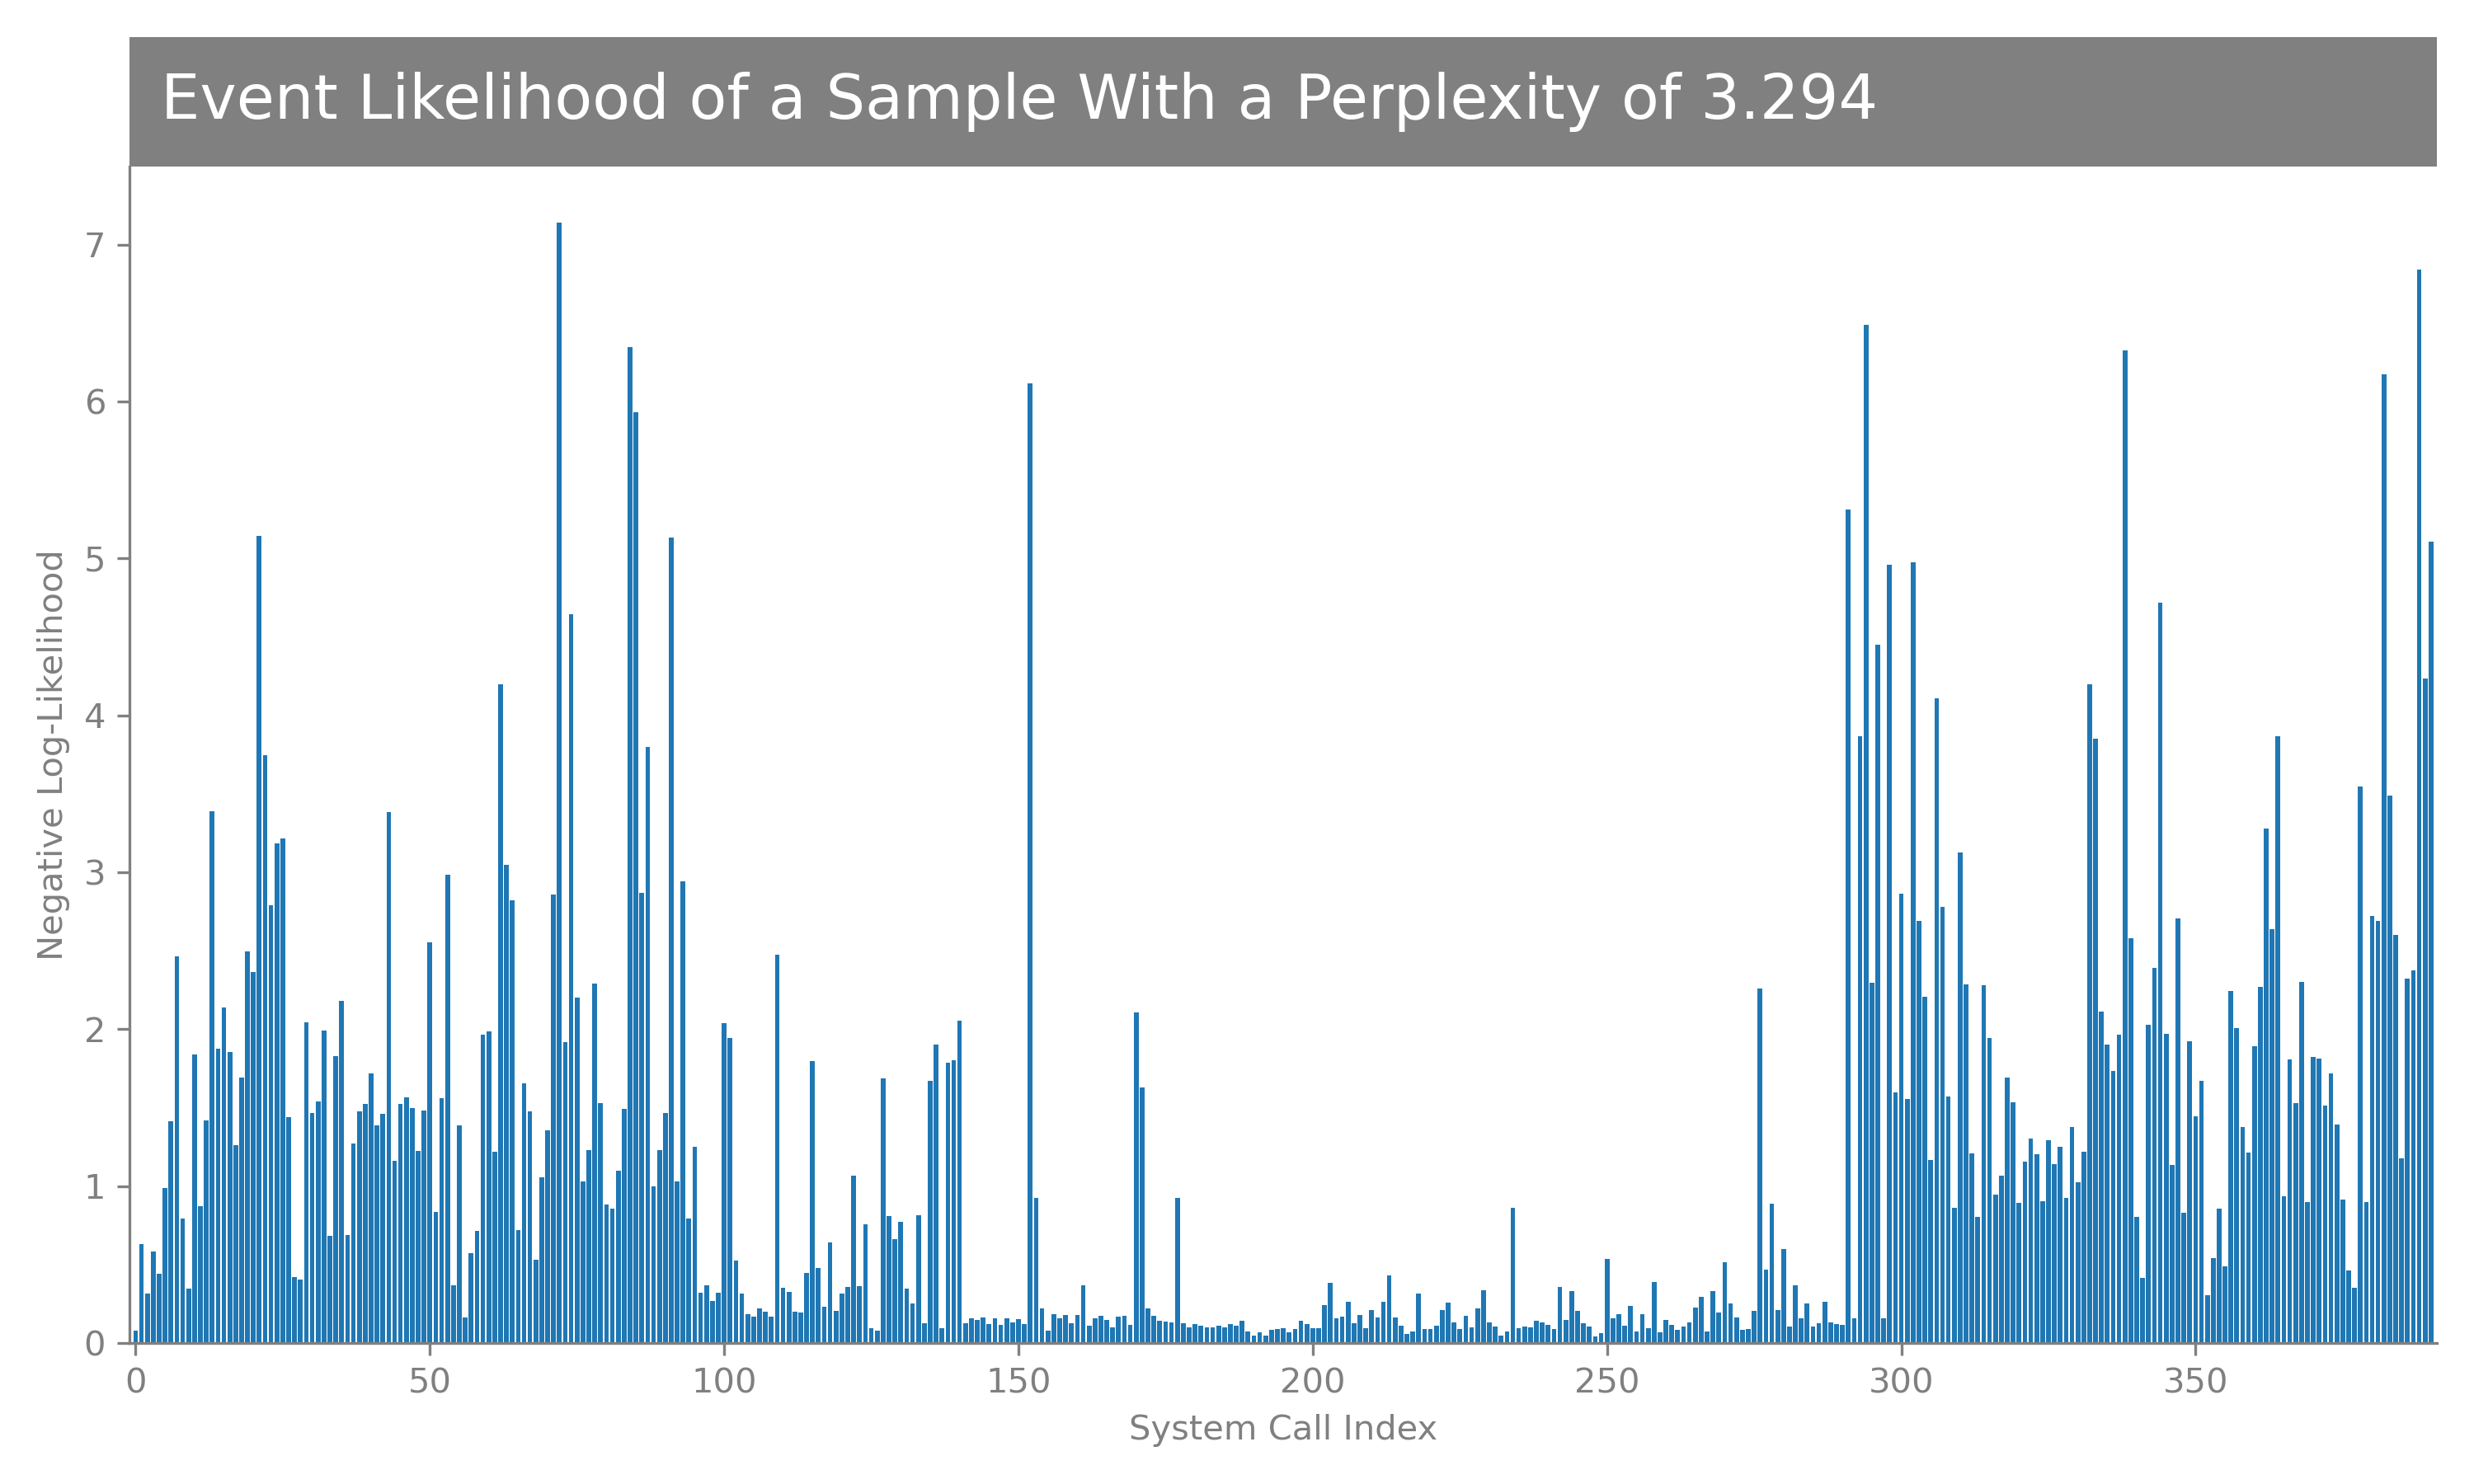 Event Likelihood of a Sample With a Perplexity of 3.294
Negative Log-Likelihood
7
6
5
4
3
2
1
0
0 50 100 150 200 250 300 350
System Call Index